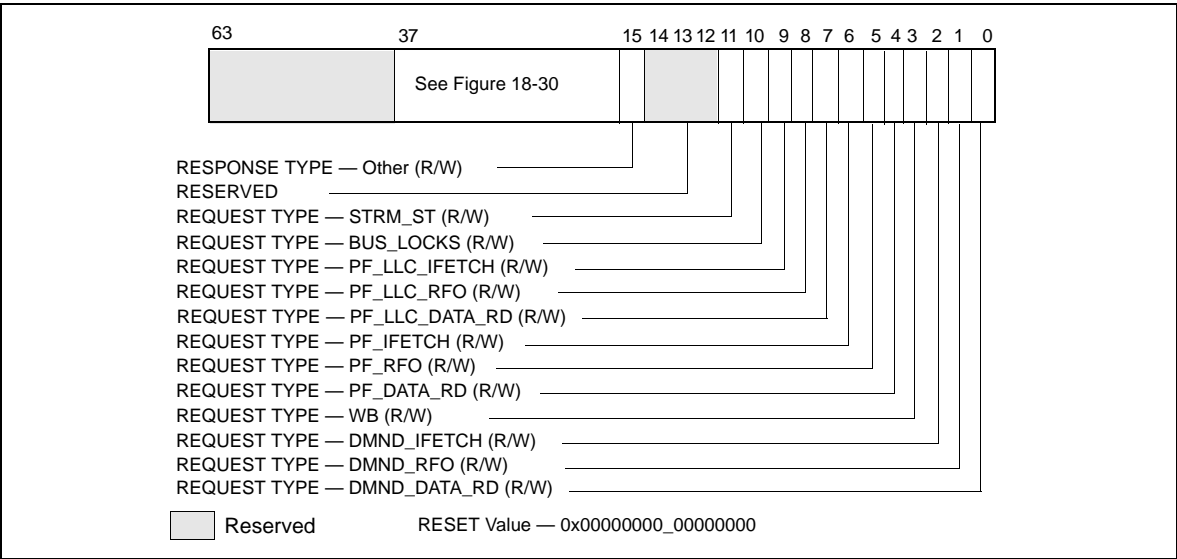 63 37 15 14 13 12 11 10 9 8 7 6 5 4 3 2 1 0
See Figure 18-30
RESPONSE TYPE — Other (R/W)
RESERVED
REQUEST TYPE — STRM_ST (R/W)
REQUEST TYPE — BUS_LOCKS (R/W)
REQUEST TYPE — PF_LLC_IFETCH (R/W)
REQUEST TYPE — PF_LLC_RFO (R/W)
REQUEST TYPE — PF_LLC_DATA_RD (R/W)
REQUEST TYPE — PF_IFETCH (R/W)
REQUEST TYPE — PF_RFO (R/W)
REQUEST TYPE — PF_DATA_RD (R/W)
REQUEST TYPE — WB (R/W)
REQUEST TYPE — DMND_IFETCH (R/W)
REQUEST TYPE — DMND_RFO (R/W)
REQUEST TYPE — DMND_DATA_RD (R/W)
Reserved RESET Value — 0x00000000_00000000